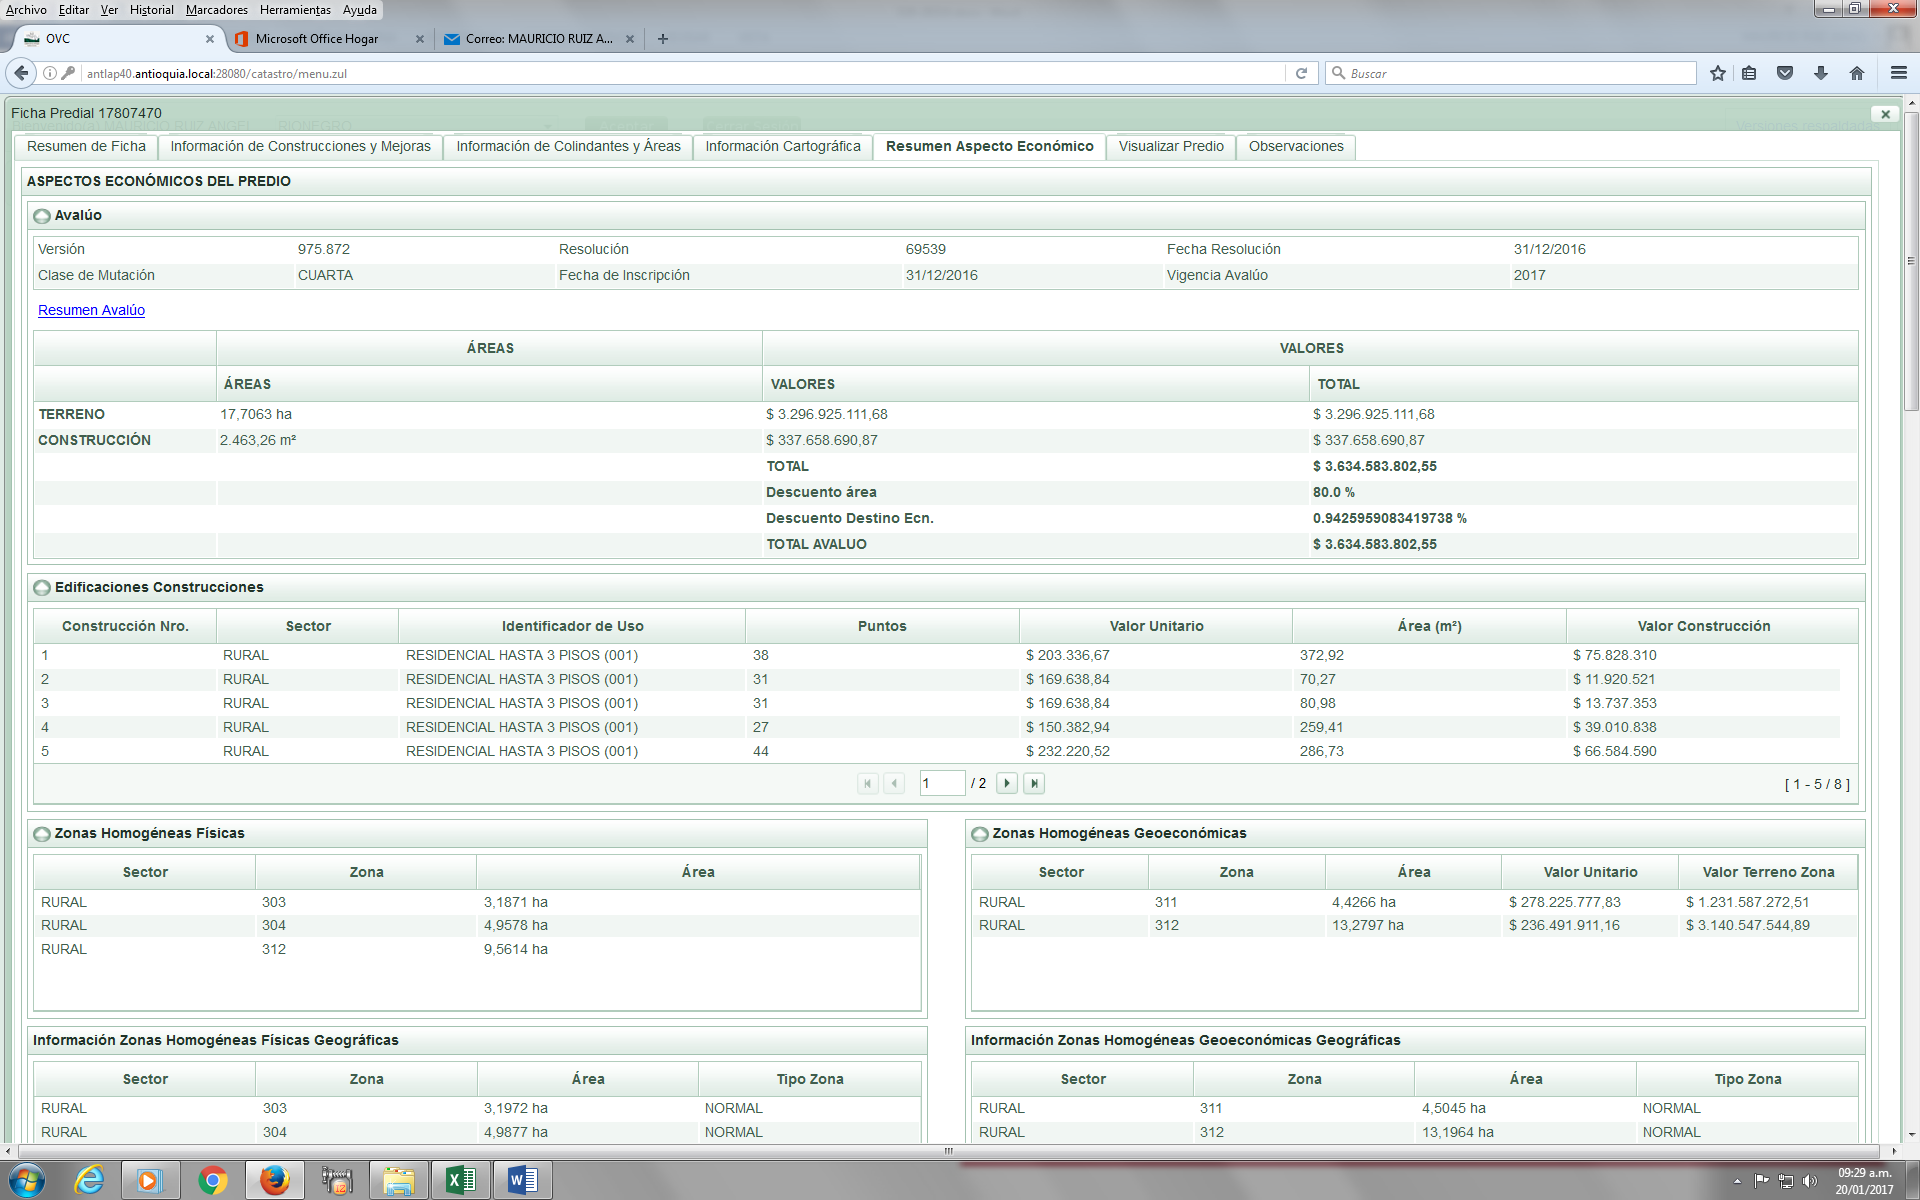 Archivo Editar Ver Historial Marcadores Herramientas Ayuda
OVC
Microsoft Office Hogar
Correo: MAURICIO RUIZ A...
antlap40.antioquia.local:28080/catastro/menu.zul
Buscar
Ficha Predial 17807470
Resumen de Ficha
Información de Construcciones y Mejoras
Información de Colindantes y Áreas
Información Cartográfica
Resumen Aspecto Económico
Visualizar Predio
Observaciones
ASPECTOS ECONÓMICOS DEL PREDIO
Avalúo
Versión 975.872 Resolución 69539 Fecha Resolución 31/12/2016
Clase de Mutación CUARTA Fecha de Inscripción 31/12/2016 Vigencia Avalúo 2017
Resumen Avalúo
ÁREAS VALORES
ÁREAS VALORES TOTAL
TERRENO 17,7063 ha $ 3.296.925.111,68 $ 3.296.925.111,68
CONSTRUCCIÓN 2.463,26 m² $ 337.658.690,87 $ 337.658.690,87
TOTAL $ 3.634.583.802,55
Descuento área 80.0 %
Descuento Destino Ecn. 0.9425959083419738 %
TOTAL AVALUO $ 3.634.583.802,55
Edificaciones Construcciones
Construcción Nro. Sector Identificador de Uso Puntos Valor Unitario Área (m²) Valor Construcción
1 RURAL RESIDENCIAL HASTA 3 PISOS (001) 38 $ 203.336,67 372,92 $ 75.828.310
2 RURAL RESIDENCIAL HASTA 3 PISOS (001) 31 $ 169.638,84 70,27 $ 11.920.521
3 RURAL RESIDENCIAL HASTA 3 PISOS (001) 31 $ 169.638,84 80,98 $ 13.737.353
4 RURAL RESIDENCIAL HASTA 3 PISOS (001) 27 $ 150.382,94 259,41 $ 39.010.838
5 RURAL RESIDENCIAL HASTA 3 PISOS (001) 44 $ 232.220,52 286,73 $ 66.584.590
1 / 2 [ 1 - 5 / 8 ]
Zonas Homogéneas Físicas
Sector Zona Área
RURAL 303 3,1871 ha
RURAL 304 4,9578 ha
RURAL 312 9,5614 ha
Zonas Homogéneas Geoeconómicas
Sector Zona Área Valor Unitario Valor Terreno Zona
RURAL 311 4,4266 ha $ 278.225.777,83 $ 1.231.587.272,51
RURAL 312 13,2797 ha $ 236.491.911,16 $ 3.140.547.544,89
Información Zonas Homogéneas Físicas Geográficas
Sector Zona Área Tipo Zona
RURAL 303 3,1972 ha NORMAL
RURAL 304 4,9877 ha NORMAL
Información Zonas Homogéneas Geoeconómicas Geográficas
Sector Zona Área Tipo Zona
RURAL 311 4,5045 ha NORMAL
RURAL 312 13,1964 ha NORMAL
09:29 a.m.
20/01/2017